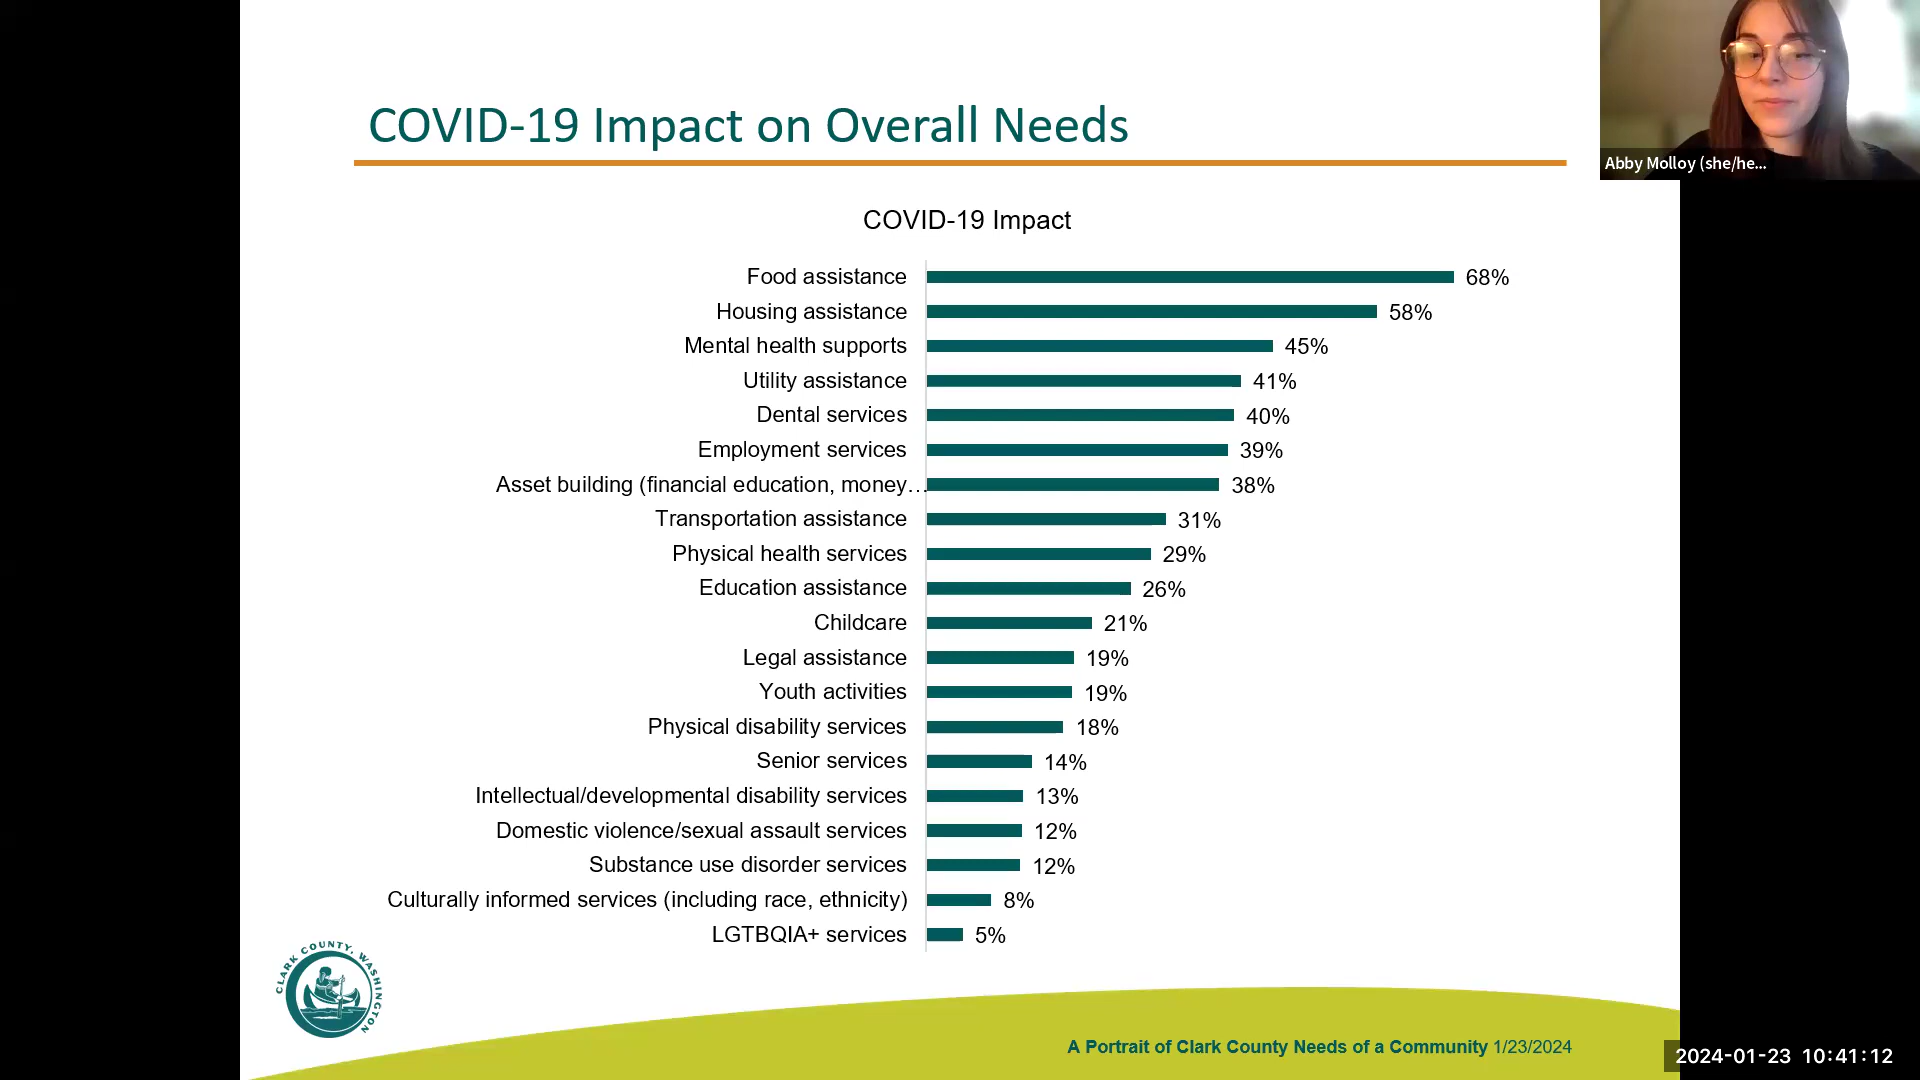 COVID-19 Impact on Overall Needs
Abby Molloy (she/he...
COVID-19 Impact
Food assistance 68%
Housing assistance 58%
Mental health supports 45%
Utility assistance 41%
Dental services 40%
Employment services 39%
Asset building (financial education, money… 38%
Transportation assistance 31%
Physical health services 29%
Education assistance 26%
Childcare 21%
Legal assistance 19%
Youth activities 19%
Physical disability services 18%
Senior services 14%
Intellectual/developmental disability services 13%
Domestic violence/sexual assault services 12%
Substance use disorder services 12%
Culturally informed services (including race, ethnicity) 8%
LGTBQIA+ services 5%
CLARK COUNTY, WASHINGTON
A Portrait of Clark County Needs of a Community 1/23/2024
2024-01-23 10:41:12